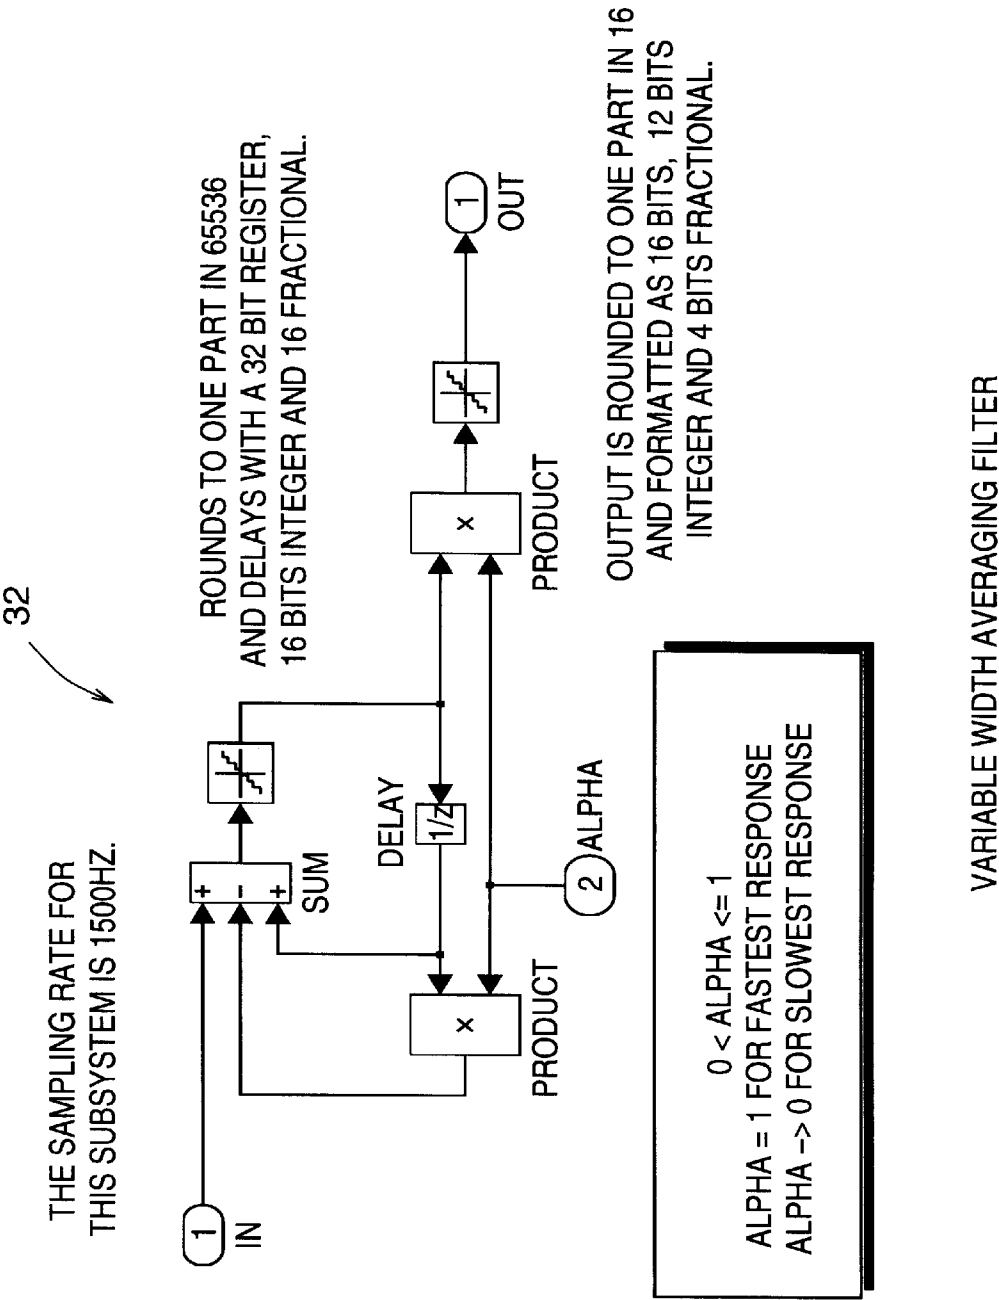 32
THE SAMPLING RATE FOR
THIS SUBSYSTEM IS 1500HZ.
ROUNDS TO ONE PART IN 65536
AND DELAYS WITH A 32 BIT REGISTER,
16 BITS INTEGER AND 16 FRACTIONAL.
1
IN
+
-
+
SUM
DELAY
1/z
x
PRODUCT
2
ALPHA
x
PRODUCT
1
OUT
OUTPUT IS ROUNDED TO ONE PART IN 16
AND FORMATTED AS 16 BITS, 12 BITS
INTEGER AND 4 BITS FRACTIONAL.
0 < ALPHA <= 1
ALPHA = 1 FOR FASTEST RESPONSE
ALPHA –> 0 FOR SLOWEST RESPONSE
VARIABLE WIDTH AVERAGING FILTER